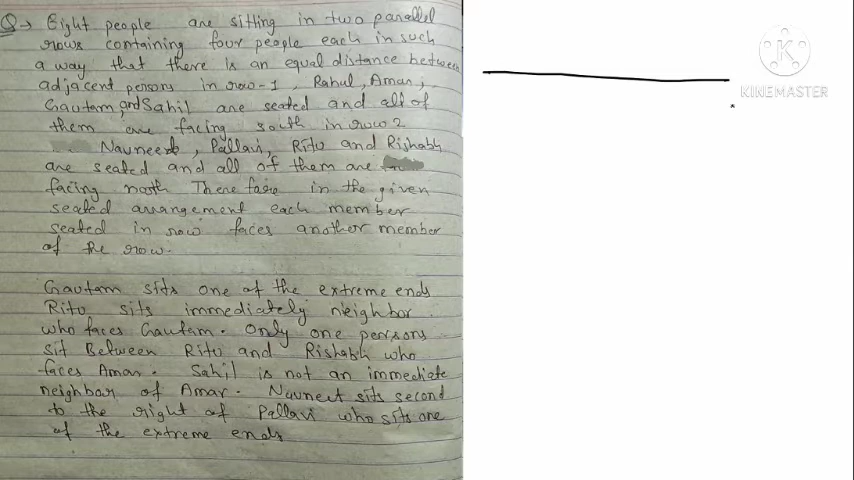 Q → Eight people are sitting in two parallel
rows containing four people each in such
a way that there is an equal distance between
adjacent persons in row-1, Rahul, Aman,
Gautam, and Sahil are seated and all of
them are facing south in row 2
Navneet, Pallavi, Ritu and Rishabh
are seated and all of them are
facing north There fore in the given
seated arrangement each member
seated in row faces another member
of the row.
Gautam sits one of the extreme ends
Ritu sits immediately neighbor
who faces Gautam. Only one persons
sit Between Ritu and Rishabh who
faces Aman. Sahil is not an immediate
neighbar of Aman. Navneet sits second
to the right of Pallavi who sits one
of the extreme ends
K
KINEMASTER